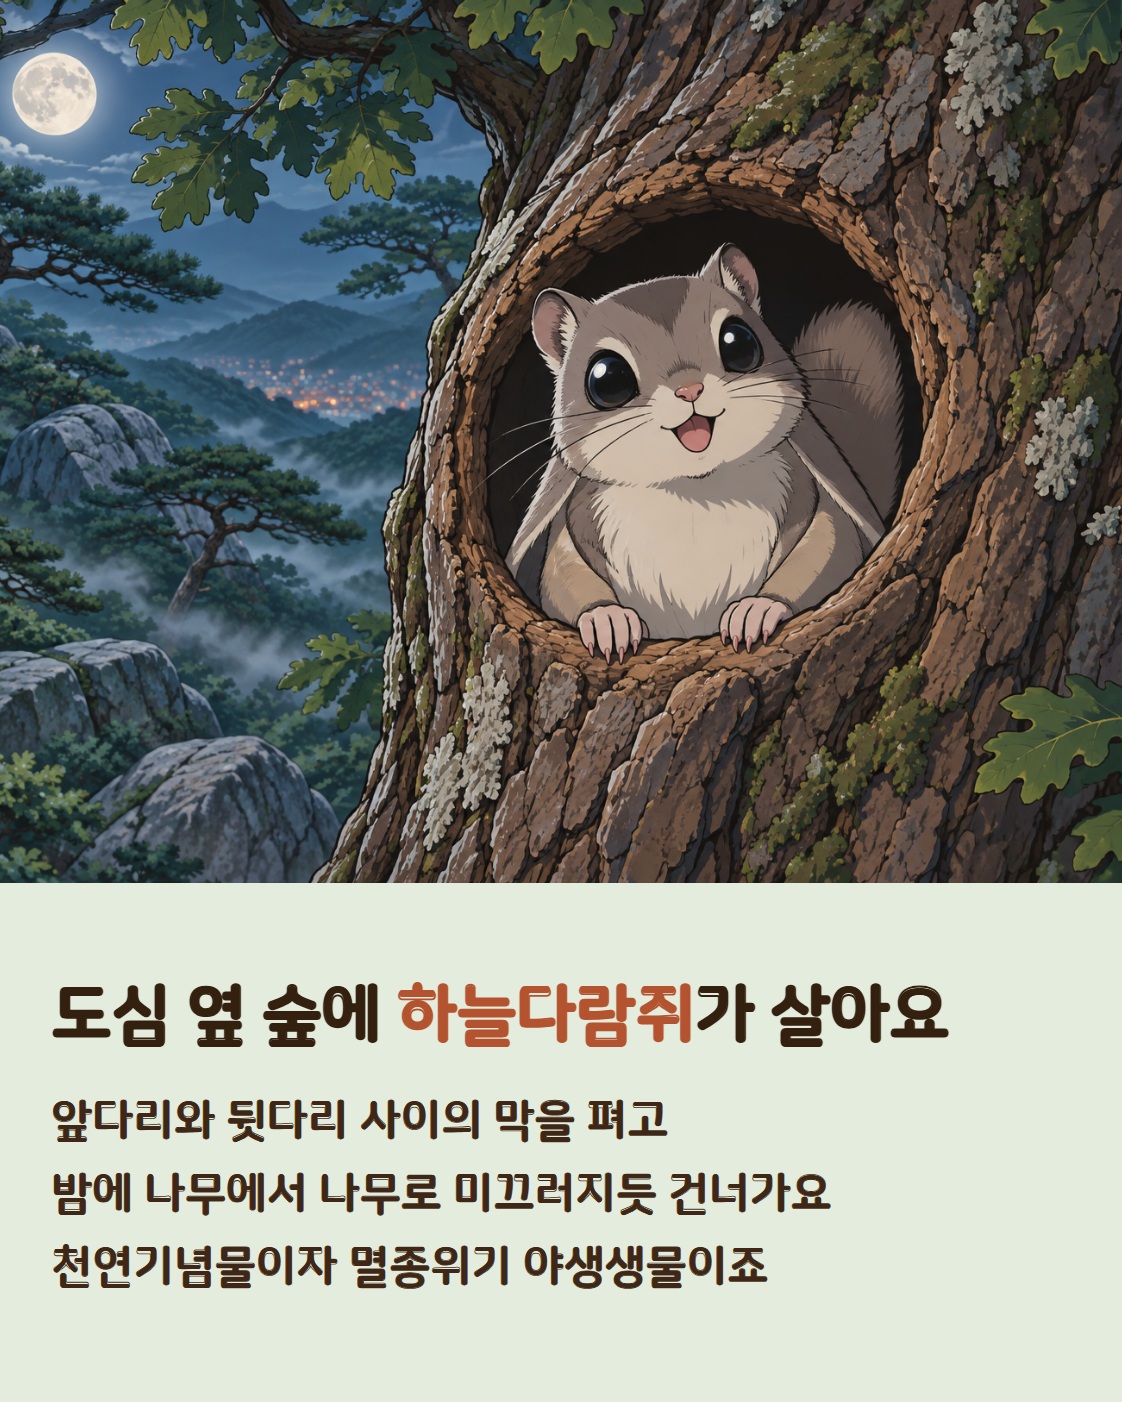 도심 옆 숲에 하늘다람쥐가 살아요
앞다리와 뒷다리 사이의 막을 펴고
밤에 나무에서 나무로 미끄러지듯 건너가요
천연기념물이자 멸종위기 야생생물이죠